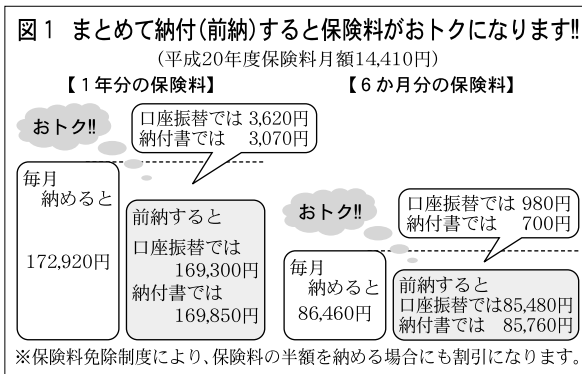 図1 まとめて納付(前納)すると保険料がおトクになります!!
(平成20年度保険料月額14,410円)
【1年分の保険料】
おトク!!
口座振替では 3,620円
納付書では 3,070円
毎月
納めると
172,920円
前納すると
口座振替では
169,300円
納付書では
169,850円
【6か月分の保険料】
おトク!!
口座振替では 980円
納付書では 700円
毎月
納めると
86,460円
前納すると
口座振替では85,480円
納付書では 85,760円
※保険料免除制度により、保険料の半額を納める場合にも割引になります。